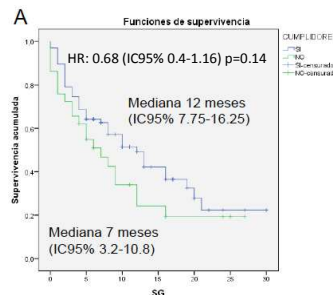 A
Funciones de supervivencia
HR: 0.68 (IC95% 0.4-1.16) p=0.14
CUMPLIDORE
SI
NO
SI-censurado
NO-censurado
Mediana 12 meses
(IC95% 7.75-16.25)
Mediana 7 meses
(IC95% 3.2-10.8)
Supervivencia acumulada
1,0
0,8
0,6
0,4
0,2
0,0
0
5
10
15
20
25
30
SG